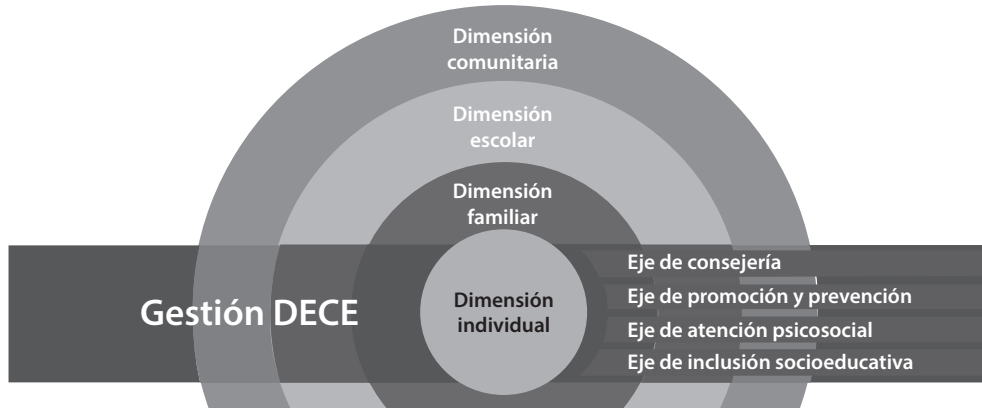 Dimensión
comunitaria
Dimensión
escolar
Dimensión
familiar
Gestión DECE
Dimensión
individual
Eje de consejería
Eje de promoción y prevención
Eje de atención psicosocial
Eje de inclusión socioeducativa